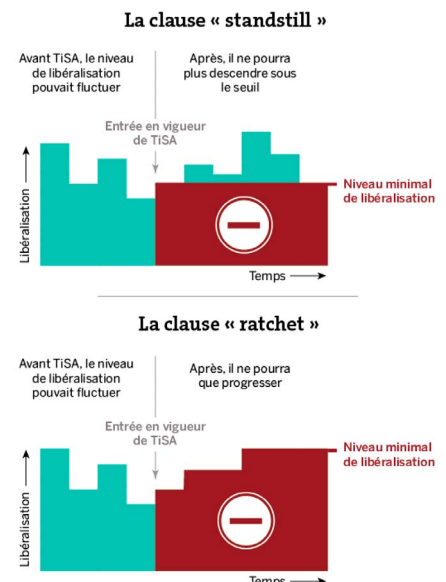 La clause « standstill »
Avant TiSA, le niveau
de libéralisation
pouvait fluctuer
Après, il ne pourra
plus descendre sous
le seuil
Entrée en vigueur
de TiSA
Libéralisation
Niveau minimal
de libéralisation
Temps
La clause « ratchet »
Avant TiSA, le niveau
de libéralisation
pouvait fluctuer
Après, il ne pourra
que progresser
Entrée en vigueur
de TiSA
Libéralisation
Niveau minimal
de libéralisation
Temps